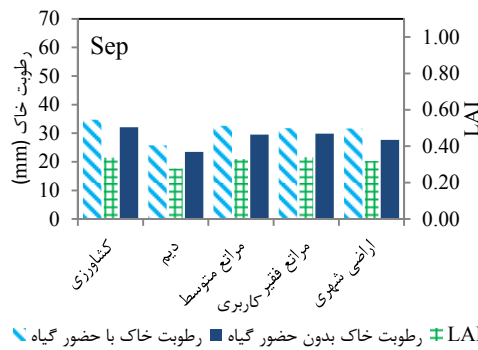 Sep
70
60
50
40
30
20
10
0
رطوبت خاک (mm)
1.00
0.80
0.60
0.40
0.20
0.00
LAI
کشاورزی
دیم
مراتع متوسط
مراتع فقیر
اراضی شهری
کاربری
رطوبت خاک با حضور گیاه رطوبت خاک بدون حضور گیاه LAI